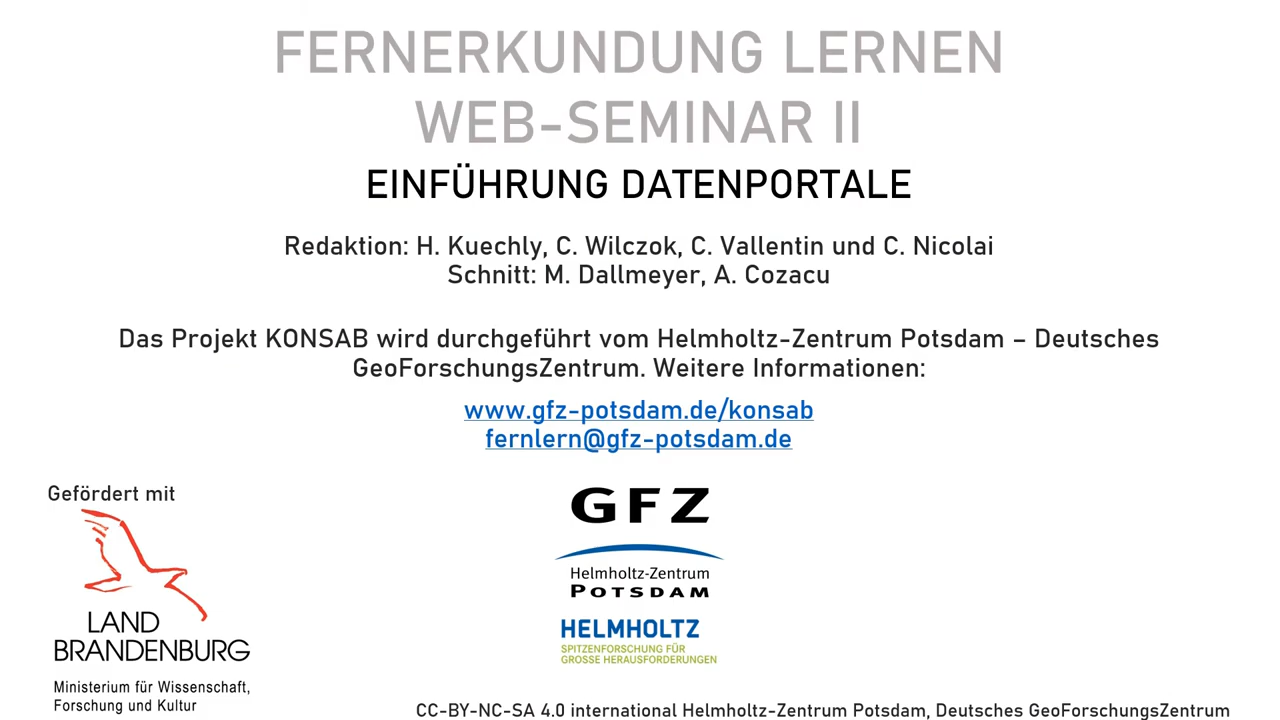 FERNERKUNDUNG LERNEN
WEB-SEMINAR II
EINFÜHRUNG DATENPORTALE
Redaktion: H. Kuechly, C. Wilczok, C. Vallentin und C. Nicolai
Schnitt: M. Dallmeyer, A. Cozacu
Das Projekt KONSAB wird durchgeführt vom Helmholtz-Zentrum Potsdam – Deutsches
GeoForschungsZentrum. Weitere Informationen:
www.gfz-potsdam.de/konsab
fernlern@gfz-potsdam.de
Gefördert mit
LAND
BRANDENBURG
Ministerium für Wissenschaft,
Forschung und Kultur
GFZ
Helmholtz-Zentrum
POTSDAM
HELMHOLTZ
SPITZENFORSCHUNG FÜR
GROSSE HERAUSFORDERUNGEN
CC-BY-NC-SA 4.0 international Helmholtz-Zentrum Potsdam, Deutsches GeoForschungsZentrum